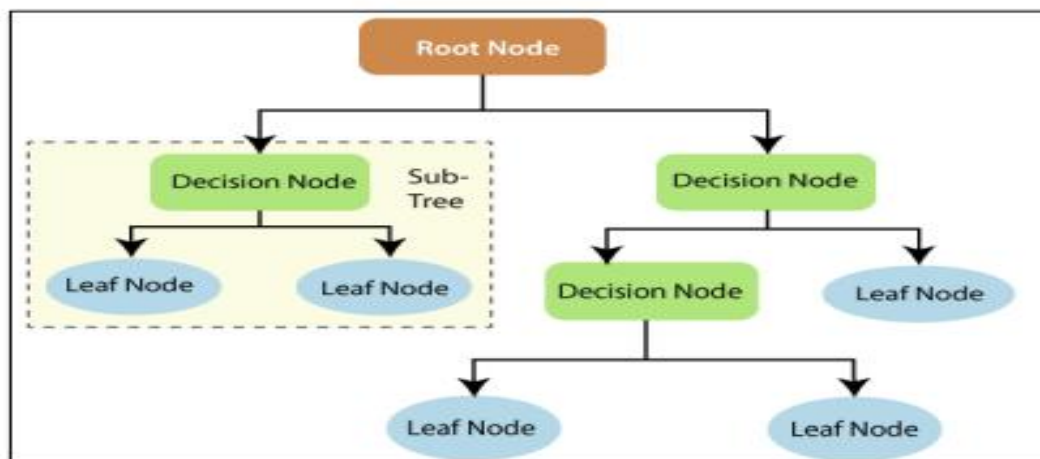 Root Node
Decision Node
Sub-
Tree
Decision Node
Leaf Node
Leaf Node
Decision Node
Leaf Node
Leaf Node
Leaf Node